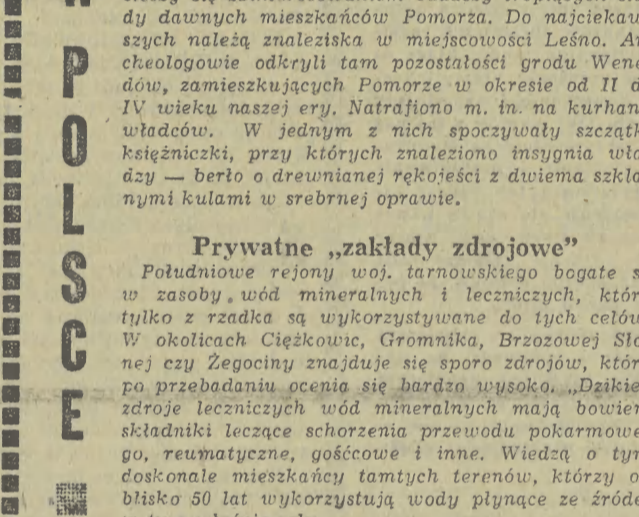 W POLSCE
dy dawnych mieszkańców Pomorza. Do najciekaw
szych należą znaleziska w miejscowości Leśno. Ar
cheologowie odkryli tam pozostałości grodu Wene
dów, zamieszkujących Pomorze w okresie od II d
IV wieku naszej ery. Natrafiono m. in. na kurhan
władców. W jednym z nich spoczywały szczątk
księżniczki, przy których znaleziono insygnia wła
dzy — berło o drewnianej rękojeści z dwiema szkla
nymi kulami w srebrnej oprawie.
Prywatne „zakłady zdrojowe”
Południowe rejony woj. tarnowskiego bogate s
w zasoby wód mineralnych i leczniczych, któr
tylko z rzadka są wykorzystywane do tych celów
W okolicach Ciężkowic, Gromnika, Brzozowej Sło
nej czy Żegociny znajduje się sporo zdrojów, któr
po przebadaniu ocenia się bardzo wysoko. „Dzikie
zdroje leczniczych wód mineralnych mają bowiem
składniki leczące schorzenia przewodu pokarmowe
go, reumatyczne, gośćcowe i inne. Wiedzą o tym
doskonale mieszkańcy tamtych terenów, którzy o
blisko 50 lat wykorzystują wody płynące ze źróde